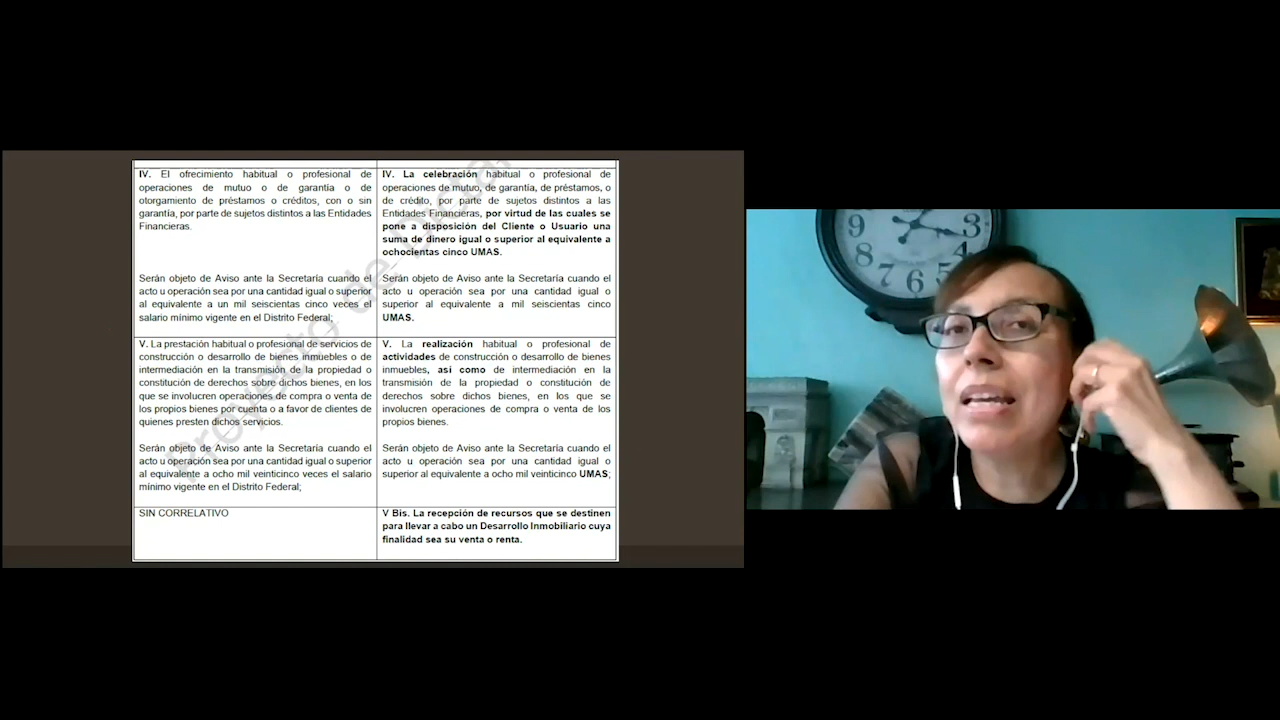 IV. El ofrecimiento habitual o profesional de
operaciones de mutuo o de garantía o de
otorgamiento de préstamos o créditos, con o sin
garantía, por parte de sujetos distintos a las Entidades
Financieras.
Serán objeto de Aviso ante la Secretaría cuando el
acto u operación sea por una cantidad igual o superior
al equivalente a un mil seiscientas cinco veces el
salario mínimo vigente en el Distrito Federal;
IV. La celebración habitual o profesional de
operaciones de mutuo, de garantía, de préstamos, o
de crédito, por parte de sujetos distintos a las
Entidades Financieras, por virtud de las cuales se
pone a disposición del Cliente o Usuario una
suma de dinero igual o superior al equivalente a
ochocientas cinco UMAS.
Serán objeto de Aviso ante la Secretaría cuando el
acto u operación sea por una cantidad igual o
superior al equivalente a mil seiscientas cinco
UMAS.
V. La prestación habitual o profesional de servicios de
construcción o desarrollo de bienes inmuebles o de
intermediación en la transmisión de la propiedad o
constitución de derechos sobre dichos bienes, en los
que se involucren operaciones de compra o venta de
los propios bienes por cuenta o a favor de clientes de
quienes presten dichos servicios.
Serán objeto de Aviso ante la Secretaría cuando el
acto u operación sea por una cantidad igual o superior
al equivalente a ocho mil veinticinco veces el salario
mínimo vigente en el Distrito Federal;
V. La realización habitual o profesional de
actividades de construcción o desarrollo de bienes
inmuebles, así como de intermediación en la
transmisión de la propiedad o constitución de
derechos sobre dichos bienes, en los que se
involucren operaciones de compra o venta de los
propios bienes.
Serán objeto de Aviso ante la Secretaría cuando el
acto u operación sea por una cantidad igual o
superior al equivalente a ocho mil veinticinco UMAS;
SIN CORRELATIVO
V Bis. La recepción de recursos que se destinen
para llevar a cabo un Desarrollo Inmobiliario cuya
finalidad sea su venta o renta.
Proyecto de
9
3
8
4
7
6
5